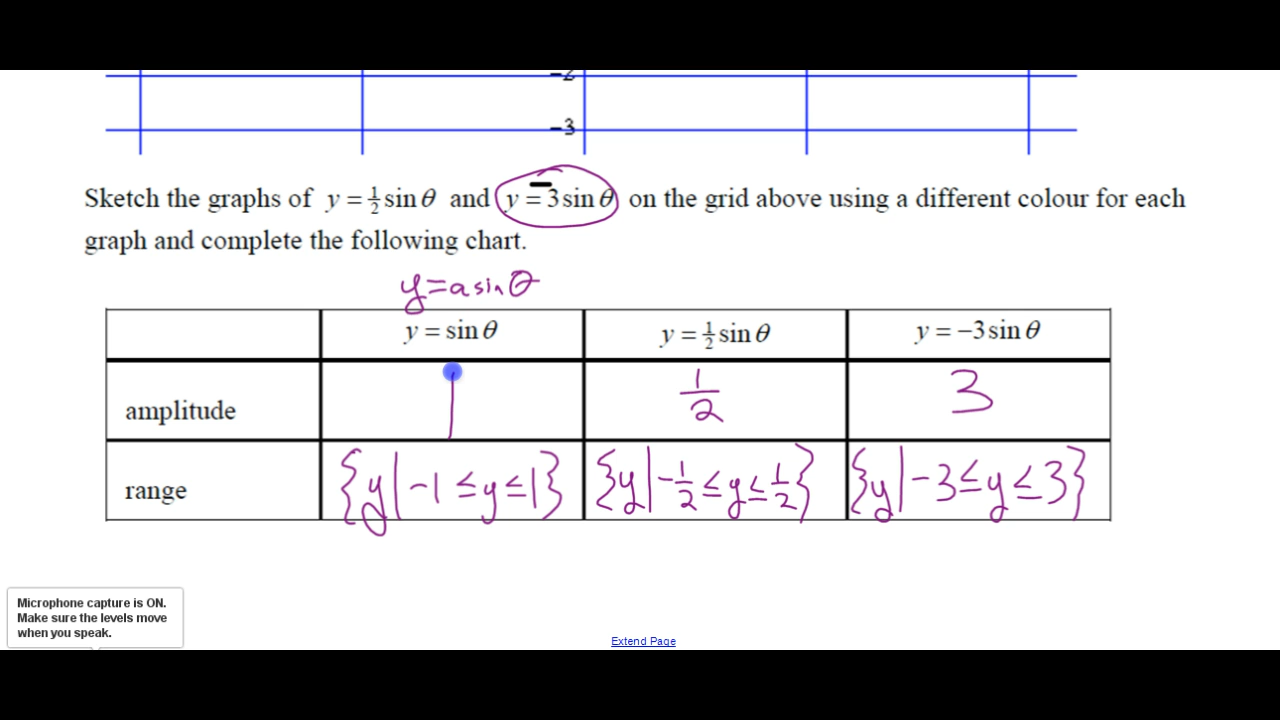 -2
-3
Sketch the graphs of y = ½ sin θ and y = −3 sin θ on the grid above using a different colour for each
graph and complete the following chart.
y = a sin θ
y = sin θ y = ½ sin θ y = −3 sin θ
amplitude 1 ½ 3
range {y| −1 ≤ y ≤ 1} {y| −½ ≤ y ≤ ½} {y| −3 ≤ y ≤ 3}
Microphone capture is ON.
Make sure the levels move
when you speak.
Extend Page